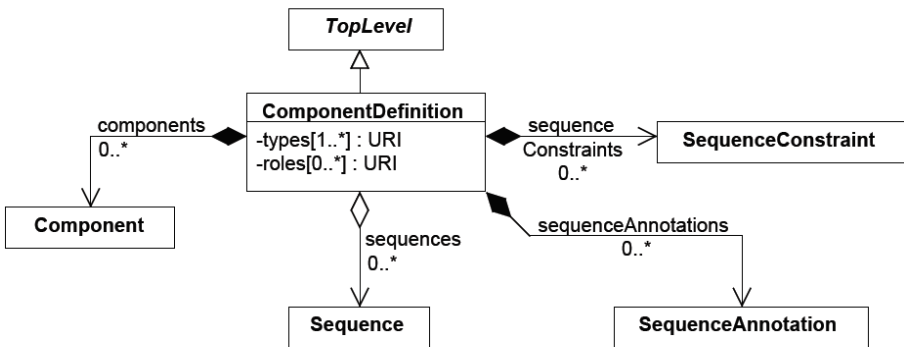 TopLevel
ComponentDefinition
-types[1..*] : URI
-roles[0..*] : URI
components
0..*
sequence
Constraints
0..*
SequenceConstraint
Component
sequences
0..*
sequenceAnnotations
0..*
Sequence
SequenceAnnotation